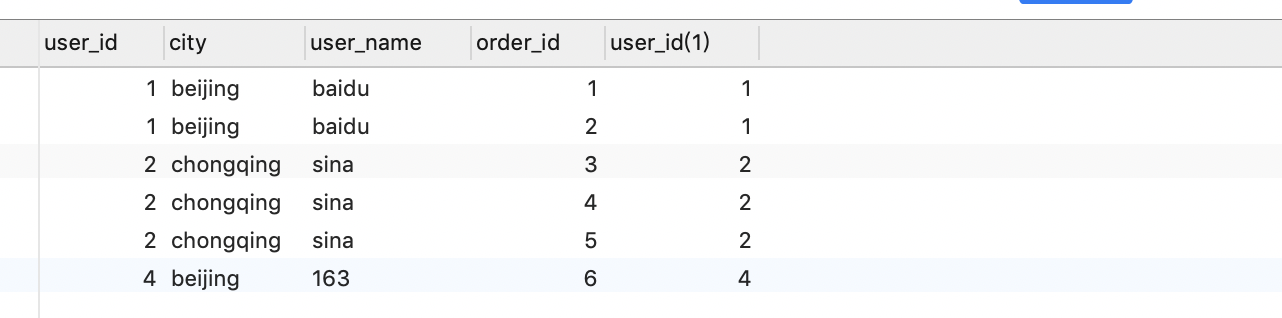 user_id city user_name order_id user_id(1)
1 beijing baidu 1 1
1 beijing baidu 2 1
2 chongqing sina 3 2
2 chongqing sina 4 2
2 chongqing sina 5 2
4 beijing 163 6 4